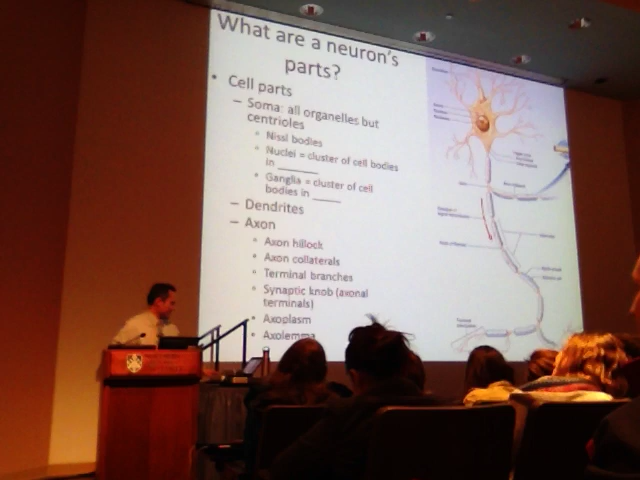 What are a neuron's
parts?
• Cell parts
– Soma: all organelles but
centrioles
• Nissl bodies
• Nuclei = cluster of cell bodies
in ______
• Ganglia = cluster of cell
bodies in ______
– Dendrites
– Axon
• Axon hillock
• Axon collaterals
• Terminal branches
• Synaptic knob (axonal
terminals)
• Axoplasm
• Axolemma